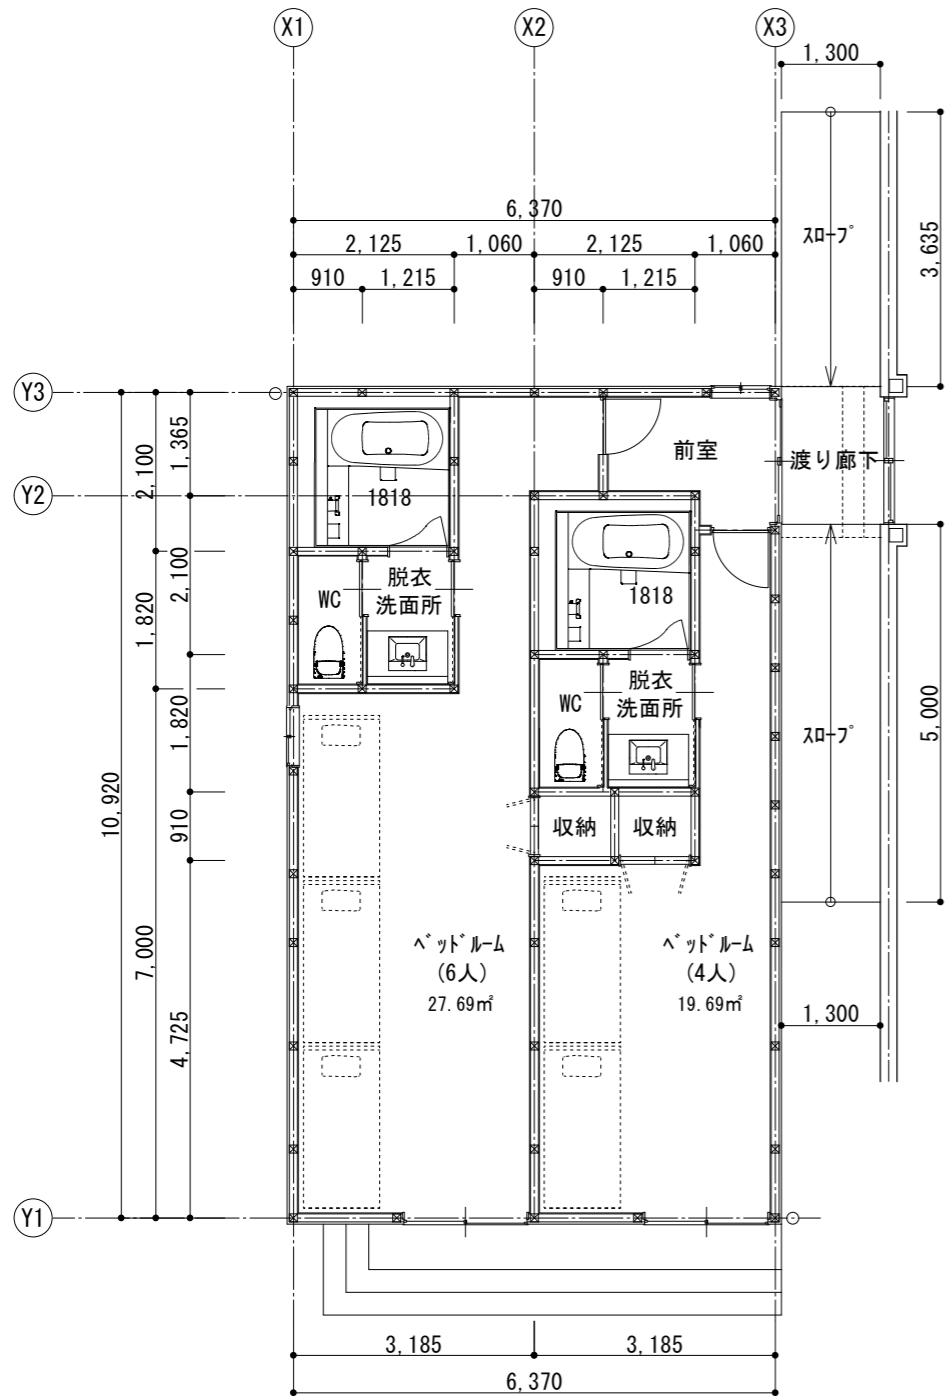 X1
X2
X3
1,300
6,370
2,125
1,060
2,125
1,060
910
1,215
910
1,215
ｽﾛｰﾌﾟ
3,635
Y3
1,365
2,100
前室
渡り廊下
Y2
1818
2,100
1,820
WC
脱衣
洗面所
1818
WC
脱衣
洗面所
1,820
ｽﾛｰﾌﾟ
5,000
10,920
910
収納
収納
7,000
4,725
ﾍﾞｯﾄﾞﾙｰﾑ
(6人)
27.69㎡
ﾍﾞｯﾄﾞﾙｰﾑ
(4人)
19.69㎡
1,300
Y1
3,185
3,185
6,370